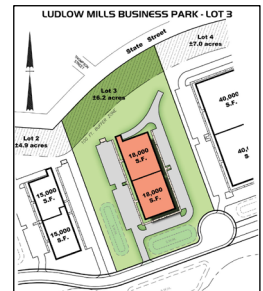 LUDLOW MILLS BUSINESS PARK - LOT 3
State Street
Lot 4
±7.0 acres
Lot 3
±6.2 acres
Lot 2
±4.9 acres
40,000
S.F.
18,000
S.F.
18,000
S.F.
15,000
S.F.
15,000
S.F.
S.F.